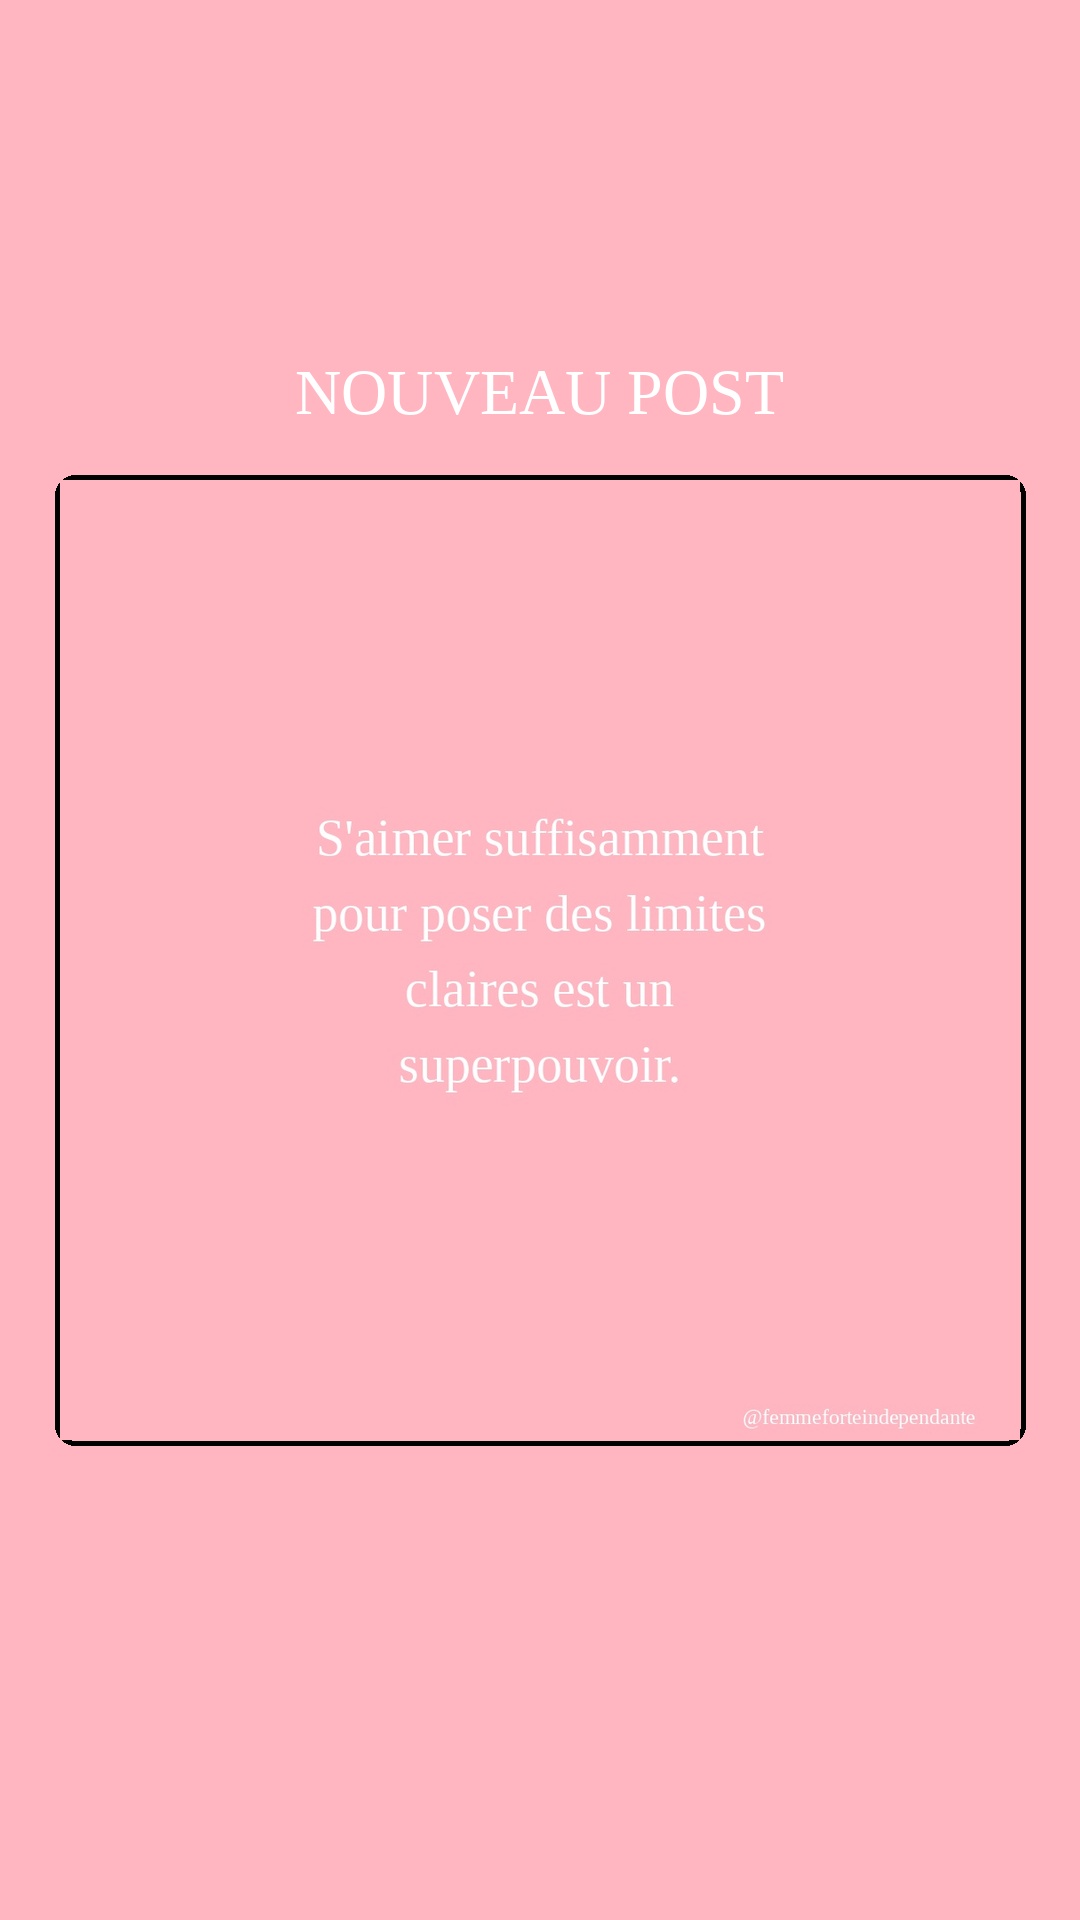 NOUVEAU POST
S'aimer suffisamment
pour poser des limites
claires est un
superpouvoir.
@femmeforteindependante